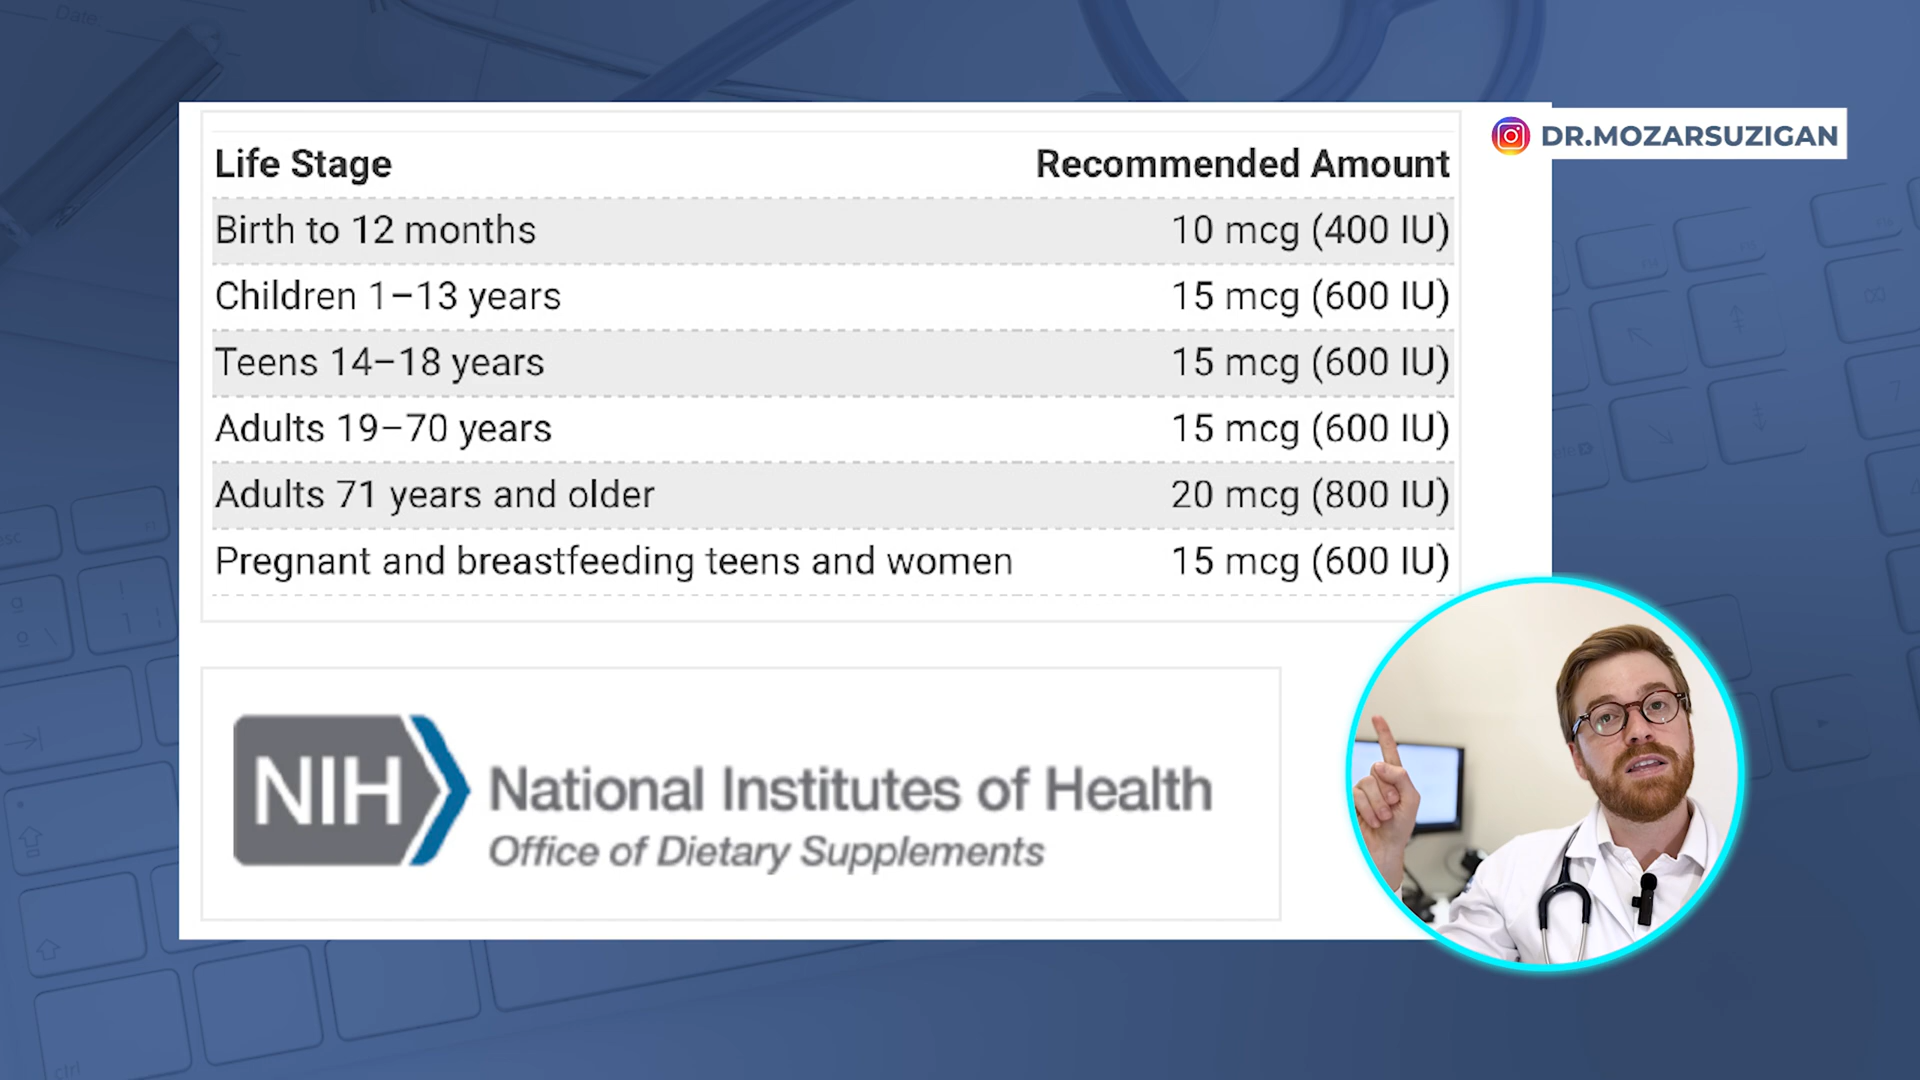 DR.MOZARSUZIGAN
Life Stage Recommended Amount
Birth to 12 months 10 mcg (400 IU)
Children 1–13 years 15 mcg (600 IU)
Teens 14–18 years 15 mcg (600 IU)
Adults 19–70 years 15 mcg (600 IU)
Adults 71 years and older 20 mcg (800 IU)
Pregnant and breastfeeding teens and women 15 mcg (600 IU)
NIH National Institutes of Health
Office of Dietary Supplements
Date
ctrl